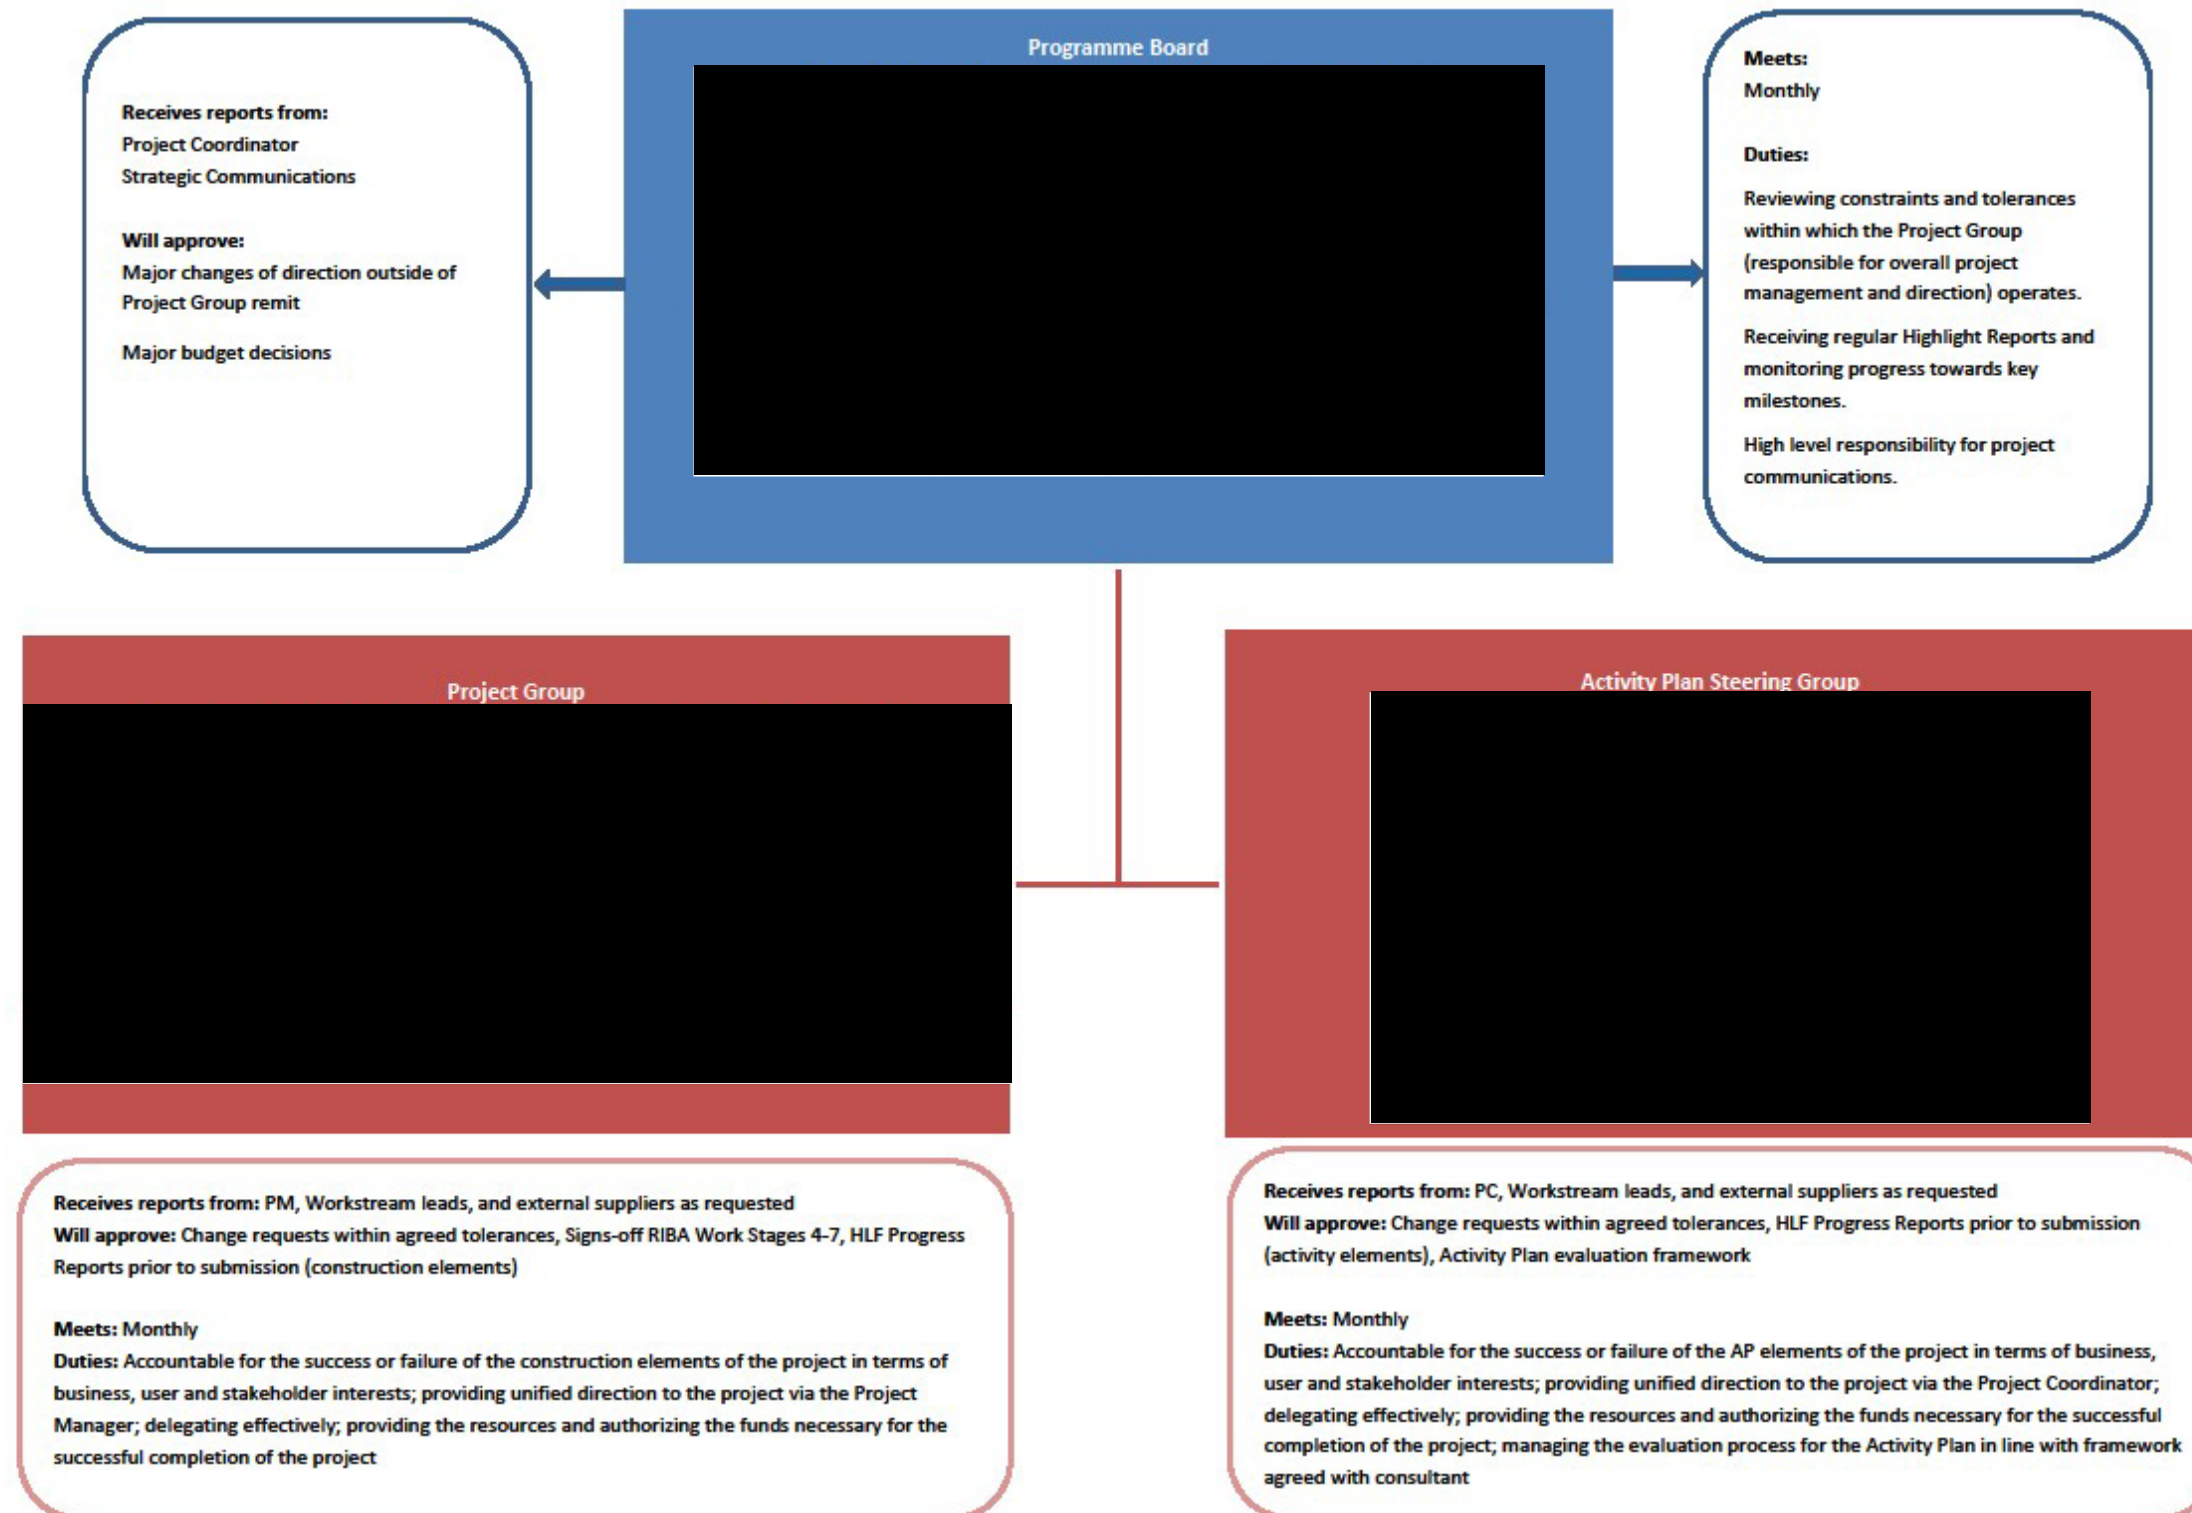 Programme Board
Receives reports from:
Project Coordinator
Strategic Communications
Will approve:
Major changes of direction outside of
Project Group remit
Major budget decisions
Meets:
Monthly
Duties:
Reviewing constraints and tolerances
within which the Project Group
(responsible for overall project
management and direction) operates.
Receiving regular Highlight Reports and
monitoring progress towards key
milestones.
High level responsibility for project
communications.
Project Group
Activity Plan Steering Group
Receives reports from: PM, Workstream leads, and external suppliers as requested
Will approve: Change requests within agreed tolerances, Signs-off RIBA Work Stages 4-7, HLF Progress
Reports prior to submission (construction elements)
Meets: Monthly
Duties: Accountable for the success or failure of the construction elements of the project in terms of
business, user and stakeholder interests; providing unified direction to the project via the Project
Manager; delegating effectively; providing the resources and authorizing the funds necessary for the
successful completion of the project
Receives reports from: PC, Workstream leads, and external suppliers as requested
Will approve: Change requests within agreed tolerances, HLF Progress Reports prior to submission
(activity elements), Activity Plan evaluation framework
Meets: Monthly
Duties: Accountable for the success or failure of the AP elements of the project in terms of business,
user and stakeholder interests; providing unified direction to the project via the Project Coordinator;
delegating effectively; providing the resources and authorizing the funds necessary for the successful
completion of the project; managing the evaluation process for the Activity Plan in line with framework
agreed with consultant